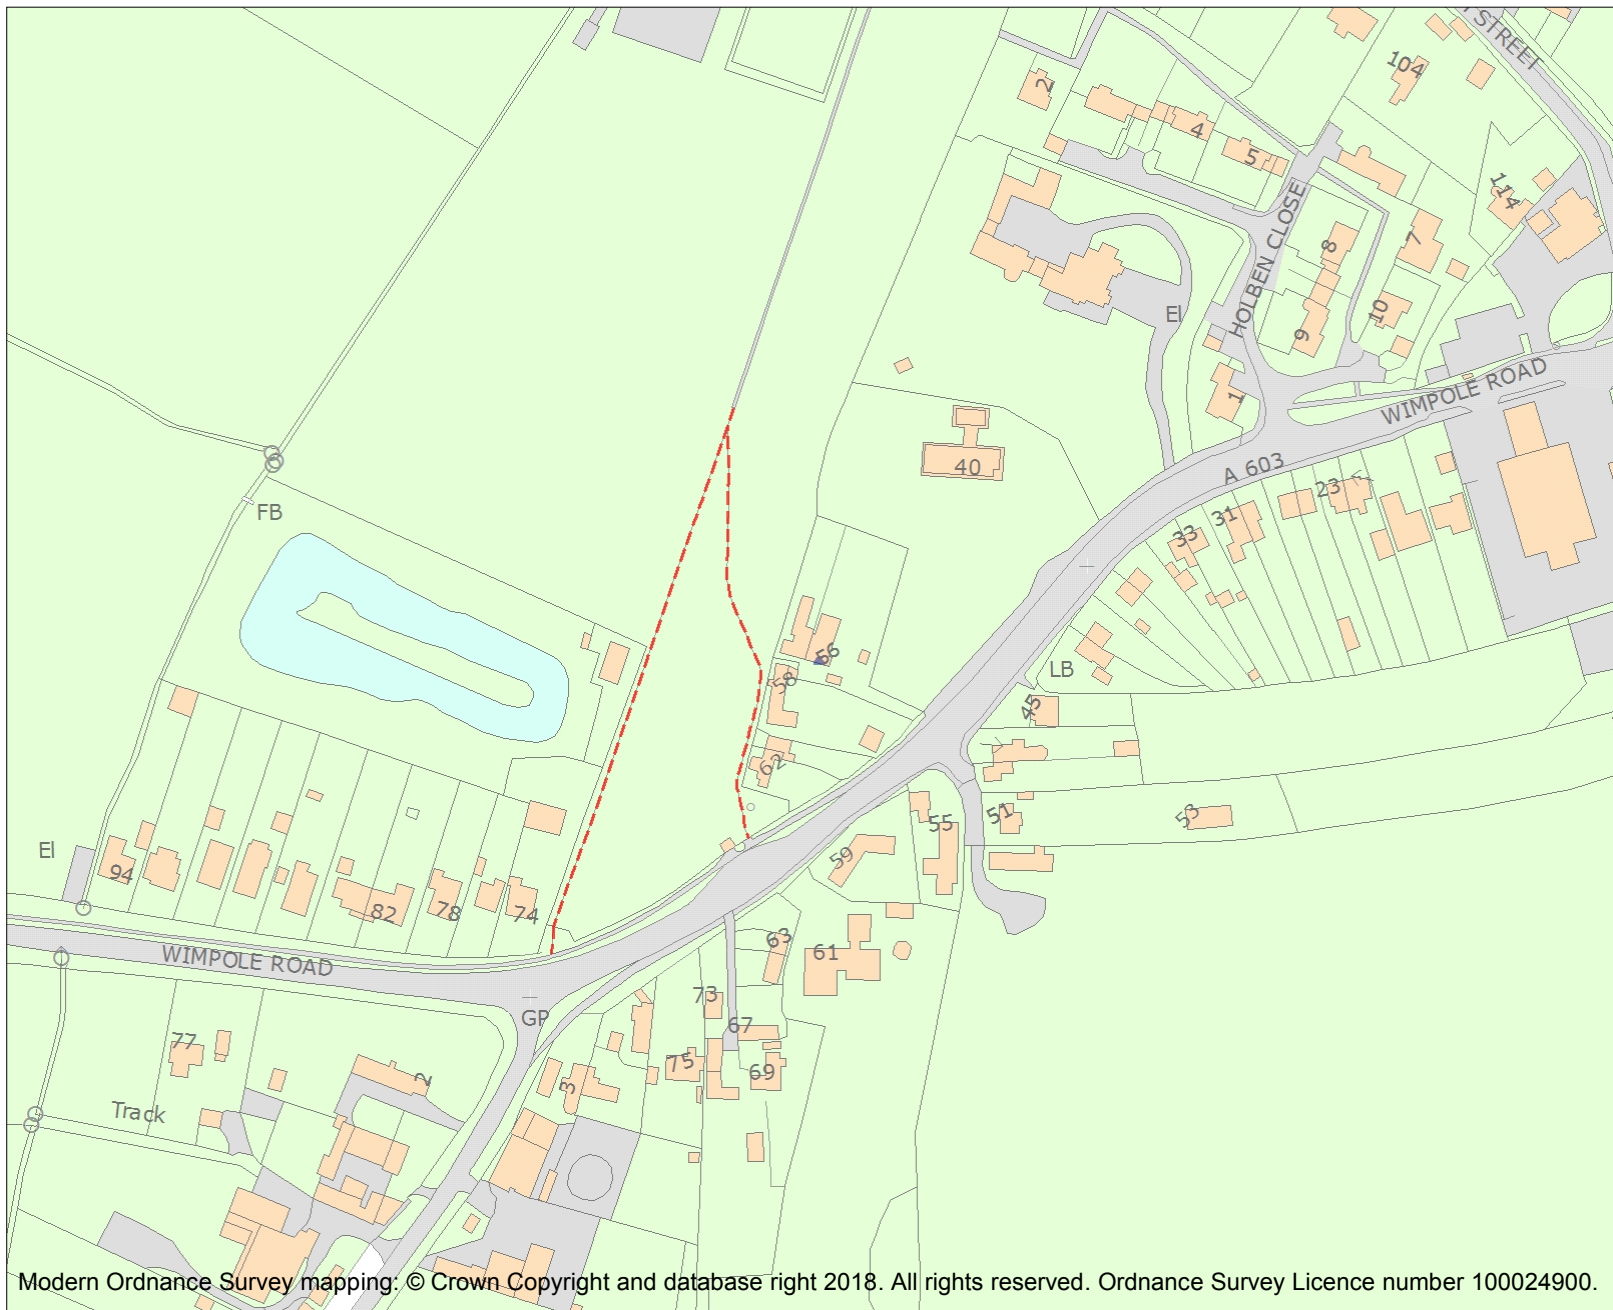 STREET
104
2
4
5
114
HOLBEN CLOSE
8
7
El
10
9
WIMPOLE ROAD
1
40
A 603
23
31
33
FB
56
LB
58
45
62
51
53
55
59
El
94
82
78
74
63
61
WIMPOLE ROAD
73
GP
67
77
75
69
2
3
Track
Modern Ordnance Survey mapping: © Crown Copyright and database right 2018. All rights reserved. Ordnance Survey Licence number 100024900.